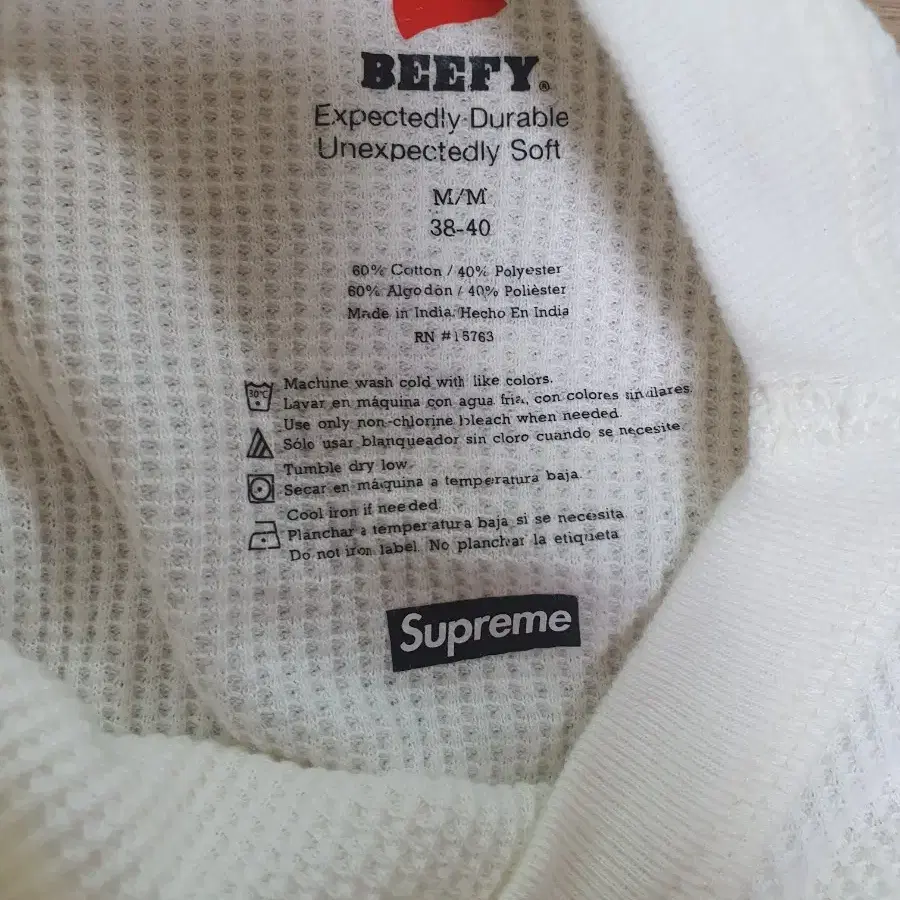 BEEFY®
Expectedly Durable
Unexpectedly Soft
M/M
38-40
60% Cotton / 40% Polyester
60% Algodón / 40% Poliéster
Made in India. Hecho En India
RN #15763
30°C
Machine wash cold with like colors.
Lavar en máquina con agua fria, con colores similares.
Use only non-chlorine bleach when needed.
Sólo usar blanqueador sin cloro cuando se necesite.
Tumble dry low.
Secar en máquina a temperatura baja.
Cool iron if needed
Planchar a temperatura baja si se necesita
Do not iron label. No planchar la etiqueta
Supreme